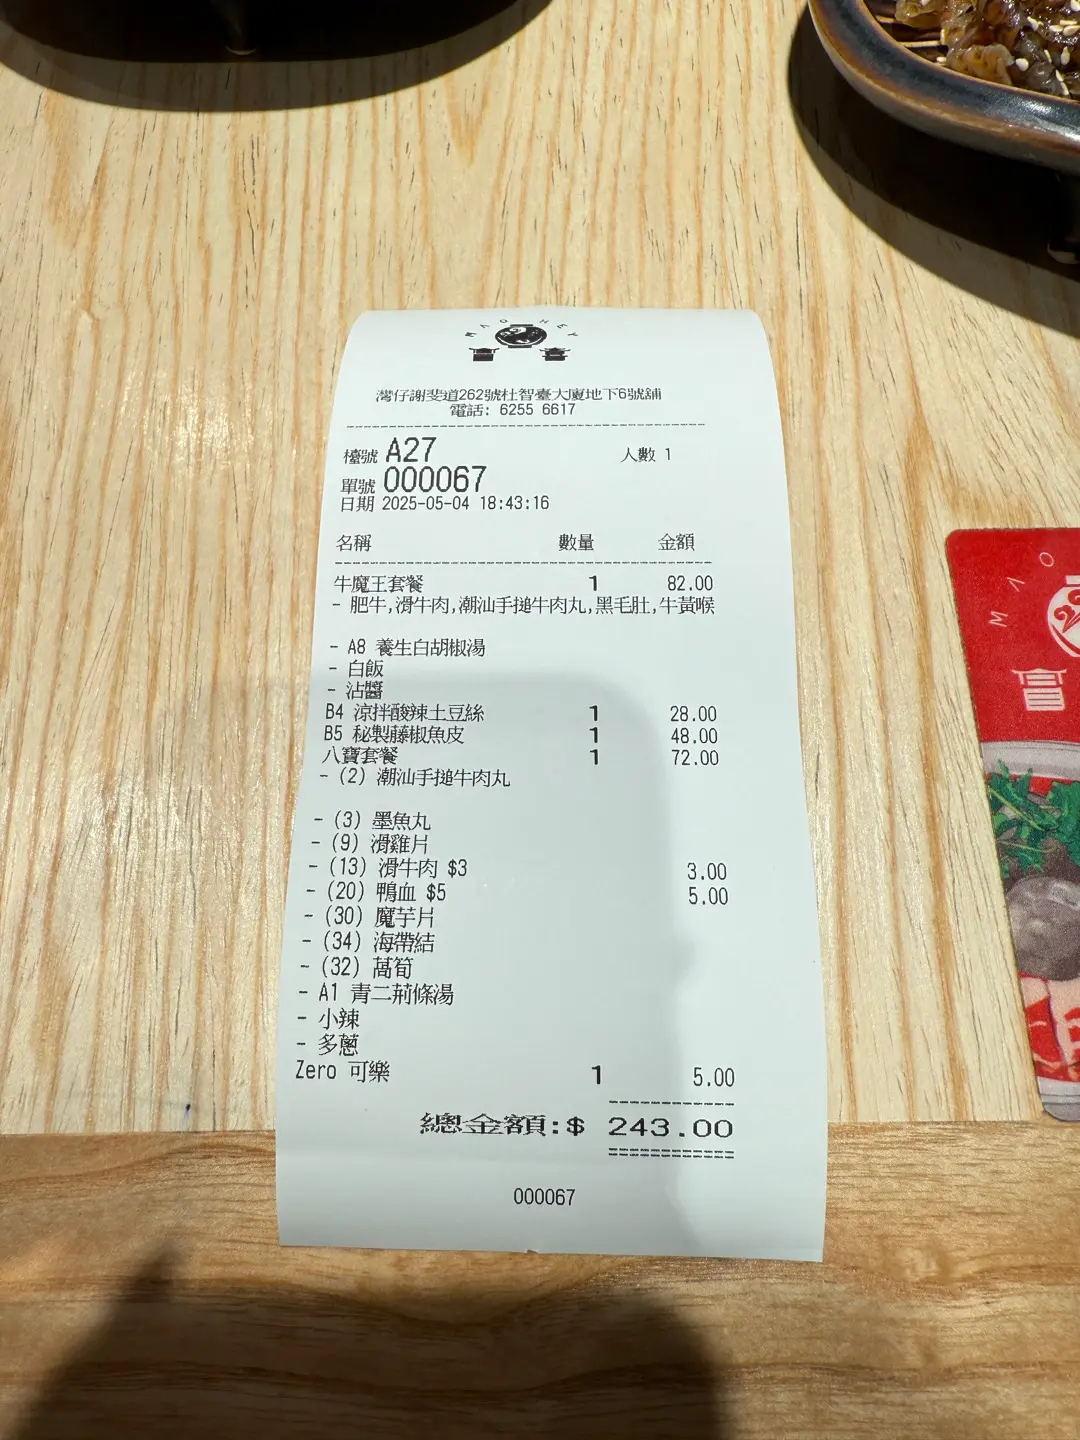 MAO HEY
冒 喜
灣仔謝斐道262號杜智臺大廈地下6號舖
電話: 6255 6617
檯號 A27 人數 1
單號 000067
日期 2025-05-04 18:43:16
名稱 數量 金額
牛魔王套餐 1 82.00
- 肥牛,滑牛肉,潮汕手搥牛肉丸,黑毛肚,牛黃喉
- A8 養生白胡椒湯
- 白飯
- 沾醬
B4 涼拌酸辣土豆絲 1 28.00
B5 秘製藤椒魚皮 1 48.00
八寶套餐 1 72.00
- (2) 潮汕手搥牛肉丸
- (3) 墨魚丸
- (9) 滑雞片
- (13) 滑牛肉 $3 3.00
- (20) 鴨血 $5 5.00
- (30) 魔芋片
- (34) 海帶結
- (32) 萵筍
- A1 青二荊條湯
- 小辣
- 多蔥
Zero 可樂 1 5.00
總金額:$ 243.00
000067
MAO
冒